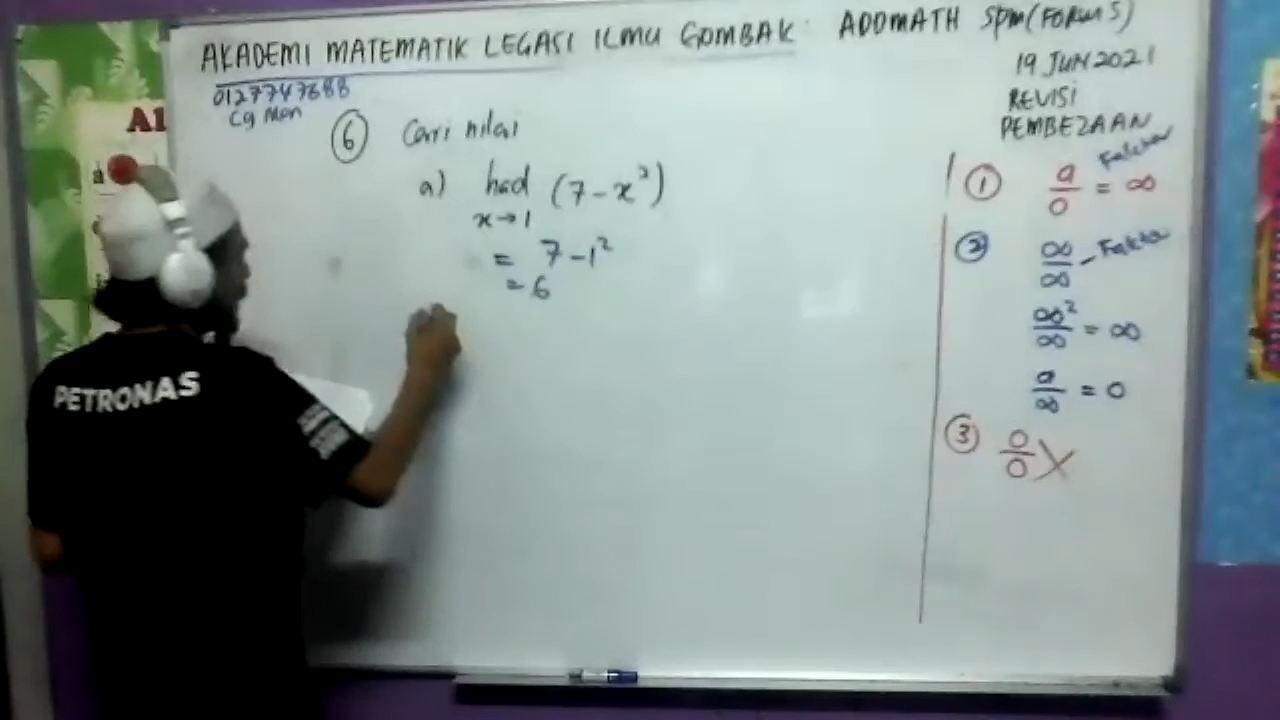 AKADEMI MATEMATIK LEGASI ILMU GOMBAK : ADDMATH SPM (FORM 5)
0127747688
Cg Man
19 JUN 2021
REVISI
PEMBEZAAN
⑥ Cari nilai
a) had (7 - x²)
x→1
= 7 - 1²
= 6
① a/0 = ∞ Faktor
② ∞/∞ - Faktor
∞²/∞ = ∞
a/∞ = 0
③ 0/0 X
A1
a
PETRONAS